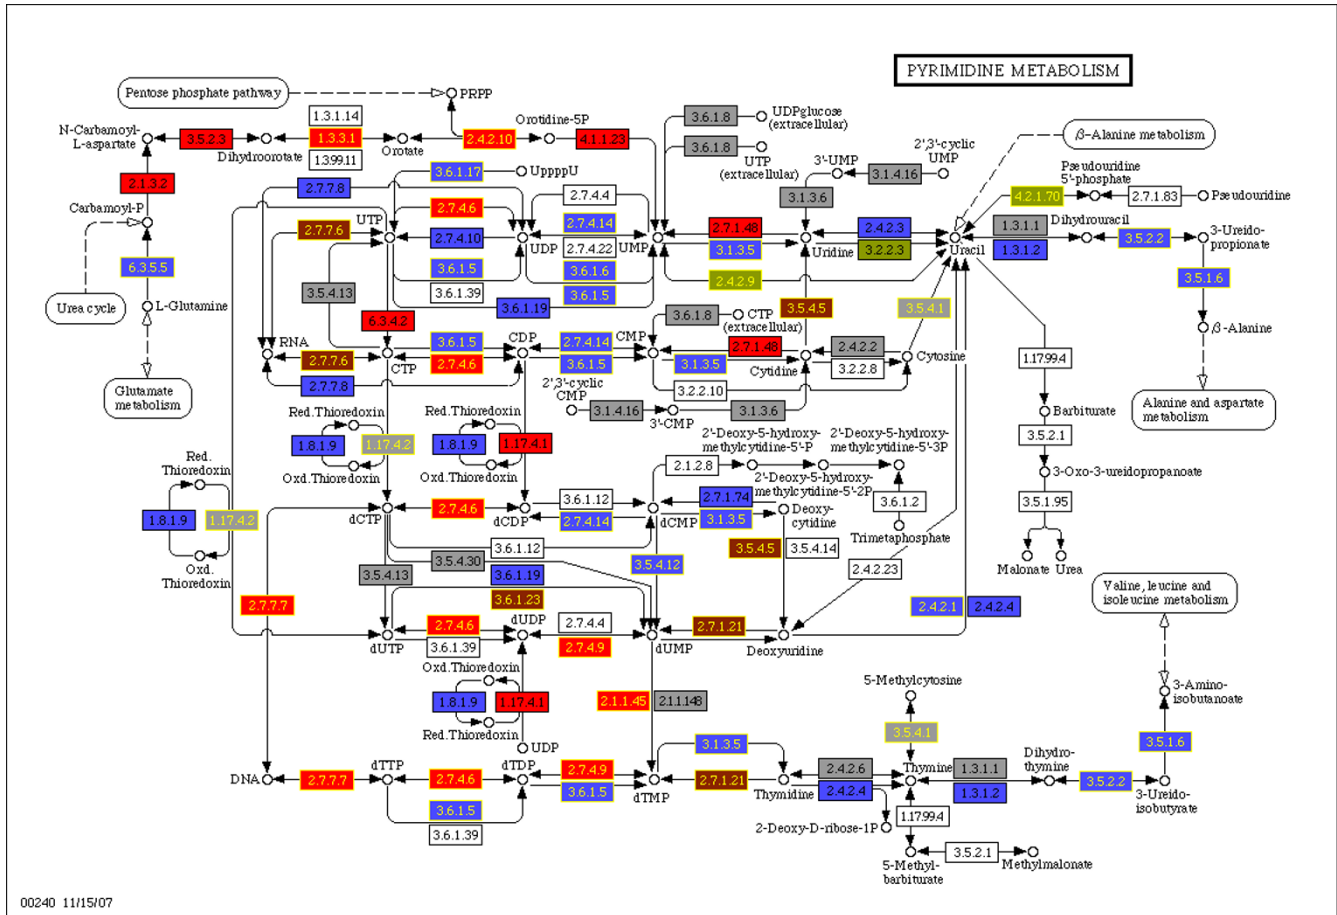 PYRIMIDINE METABOLISM
Pentose phosphate pathway
PRPP
N-Carbamoyl-
L-aspartate
3.5.2.3
Dihydroorotate
1.3.1.14
1.3.3.1
1.3.99.11
Orotate
2.4.2.10
Orotidine-5P
4.1.1.23
3.6.1.8
UDPglucose
(extracellular)
3.6.1.8
UTP
(extracellular)
3'-UMP
3.1.4.16
2',3'-cyclic
UMP
3.1.3.6
β-Alanine metabolism
Pseudouridine
5'-phosphate
4.2.1.70
2.7.1.83
Pseudouridine
2.1.3.2
Carbamoyl-P
6.3.5.5
Urea cycle
L-Glutamine
Glutamate
metabolism
3.6.1.17
UppppU
2.7.7.8
2.7.4.6
2.7.4.4
UTP
2.7.7.6
2.7.4.10
UDP
2.7.4.14
2.7.4.22
UMP
2.7.1.48
3.1.3.5
Uridine
2.4.2.3
3.2.2.3
Uracil
1.3.1.1
1.3.1.2
Dihydrouracil
3.5.2.2
3-Ureido-
propionate
3.6.1.5
3.6.1.39
3.6.1.6
3.6.1.5
2.4.2.9
3.5.1.6
β-Alanine
3.5.4.13
3.6.1.19
3.5.4.5
3.5.4.1
6.3.4.2
3.6.1.8
CTP
(extracellular)
RNA
2.7.7.6
2.7.7.8
CTP
3.6.1.5
2.7.4.6
CDP
2.7.4.14
3.6.1.5
CMP
2.7.1.48
3.1.3.5
Cytidine
2.4.2.2
3.2.2.8
Cytosine
3.2.2.10
2',3'-cyclic
CMP
3.1.4.16
3'-CMP
3.1.3.6
1.17.99.4
Barbiturate
3.5.2.1
3-Oxo-3-ureidopropanoate
3.5.1.95
Malonate
Urea
Alanine and aspartate
metabolism
Red.Thioredoxin
1.8.1.9
1.17.4.2
Oxd.Thioredoxin
Red.Thioredoxin
1.8.1.9
1.17.4.1
Oxd.Thioredoxin
2'-Deoxy-5-hydroxy-
methylcytidine-5'-P
2'-Deoxy-5-hydroxy-
methylcytidine-5'-3P
2.1.2.8
2'-Deoxy-5-hydroxy-
methylcytidine-5'-2P
3.6.1.2
Trimetaphosphate
Red.
Thioredoxin
1.8.1.9
1.17.4.2
Oxd.
Thioredoxin
dCTP
2.7.4.6
dCDP
3.6.1.12
2.7.4.14
dCMP
2.7.1.74
3.1.3.5
Deoxy-
cytidine
3.6.1.12
3.5.4.13
3.5.4.30
3.6.1.19
3.6.1.23
3.5.4.12
3.5.4.5
3.5.4.14
2.4.2.23
2.7.7.7
2.4.2.1
2.4.2.4
dUTP
2.7.4.6
3.6.1.39
dUDP
2.7.4.4
2.7.4.9
dUMP
2.7.1.21
Deoxyuridine
Valine, leucine and
isoleucine metabolism
Oxd.Thioredoxin
1.8.1.9
1.17.4.1
Red.Thioredoxin
UDP
2.1.1.45
2.1.1.148
5-Methylcytosine
3.5.4.1
3-Amino-
isobutanoate
3.5.1.6
DNA
2.7.7.7
dTTP
2.7.4.6
3.6.1.5
3.6.1.39
dTDP
2.7.4.9
3.6.1.5
dTMP
3.1.3.5
2.7.1.21
Thymidine
2.4.2.6
2.4.2.4
Thymine
1.3.1.1
1.3.1.2
Dihydro-
thymine
3.5.2.2
3-Ureido-
isobutyrate
2-Deoxy-D-ribose-1P
1.17.99.4
5-Methyl-
barbiturate
3.5.2.1
Methylmalonate
00240 11/15/07